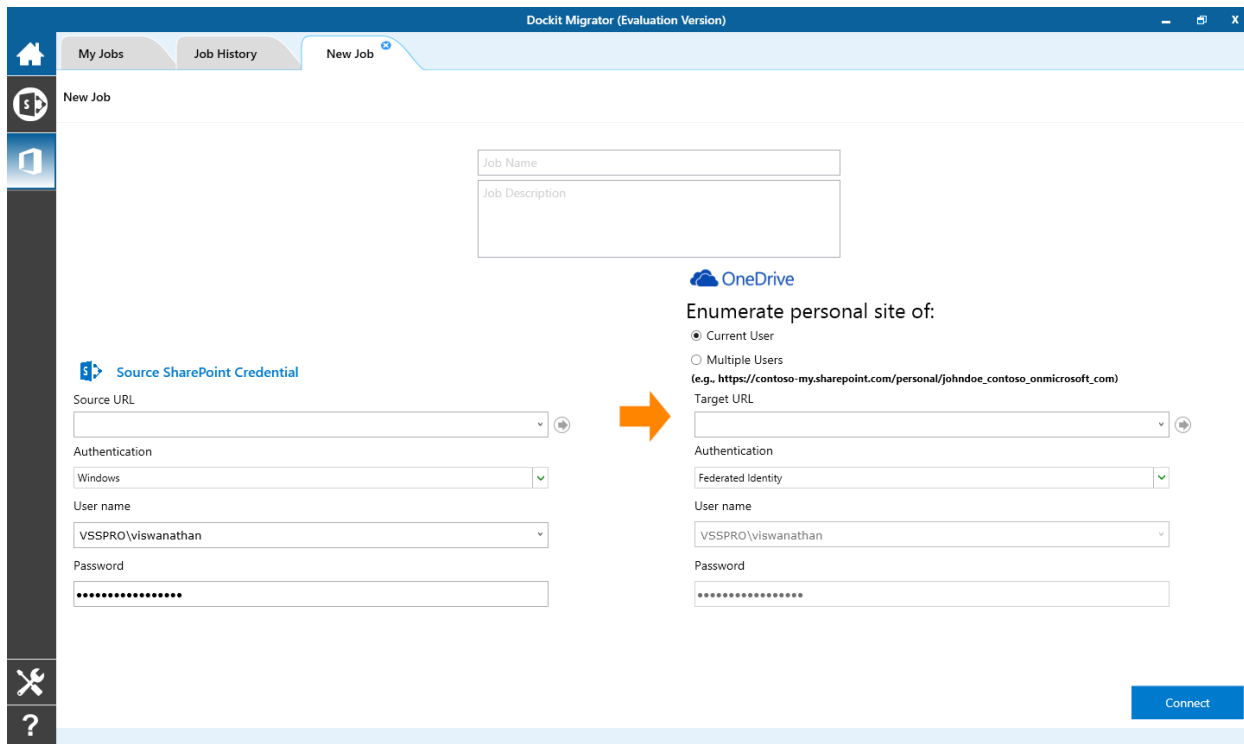 Dockit Migrator (Evaluation Version)
My Jobs
Job History
New Job
New Job
Job Name
Job Description
OneDrive
Enumerate personal site of:
Current User
Multiple Users
(e.g., https://contoso-my.sharepoint.com/personal/johndoe_contoso_onmicrosoft_com)
Source SharePoint Credential
Source URL
Authentication
Windows
User name
VSSPRO\viswanathan
Password
•••••••••••••••••
Target URL
Authentication
Federated Identity
User name
VSSPRO\viswanathan
Password
•••••••••••••••••
Connect